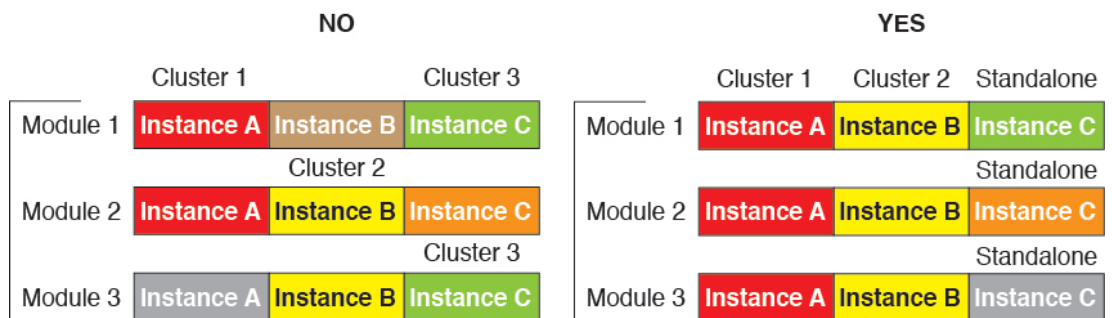 NO
Cluster 1 Cluster 3
Module 1 Instance A Instance B Instance C
Cluster 2
Module 2 Instance A Instance B Instance C
Cluster 3
Module 3 Instance A Instance B Instance C
YES
Cluster 1 Cluster 2 Standalone
Module 1 Instance A Instance B Instance C
Standalone
Module 2 Instance A Instance B Instance C
Standalone
Module 3 Instance A Instance B Instance C